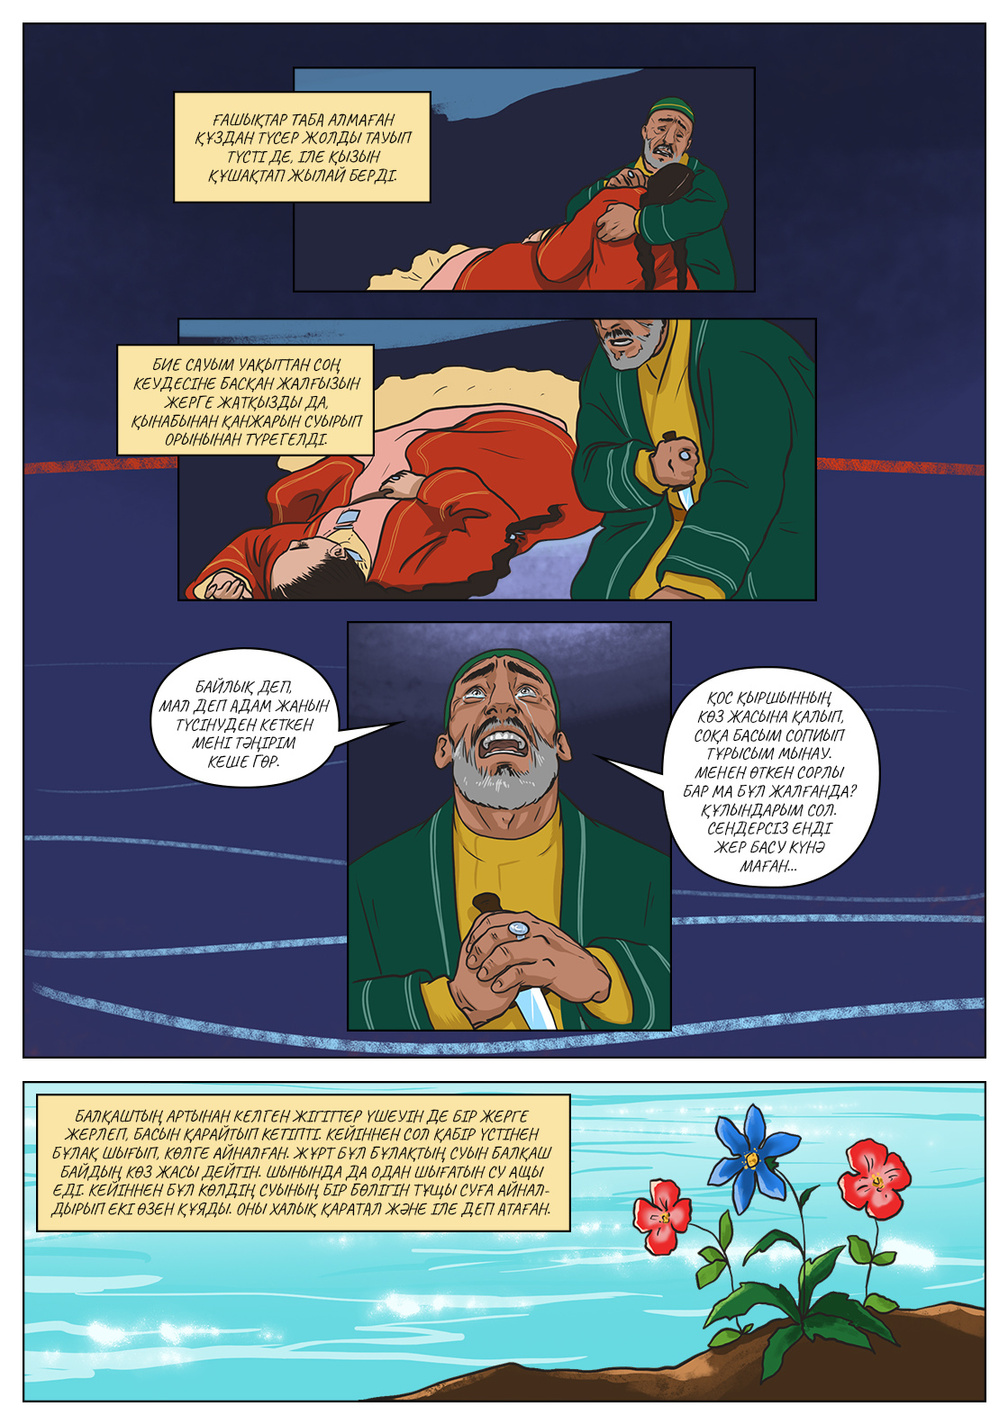 ҒАШЫҚТАР ТАБА АЛМАҒАН
ҚҰЗДАН ТҮСЕР ЖОЛДЫ ТАУЫП
ТҮСТІ ДЕ, ІЛЕ ҚЫЗЫН
ҚҰШАҚТАП ЖЫЛАЙ БЕРДІ.
БИЕ САУЫМ УАҚЫТТАН СОҢ
КЕУДЕСІНЕ БАСҚАН ЖАЛҒЫЗЫН
ЖЕРГЕ ЖАТҚЫЗДЫ ДА,
ҚЫНАБЫНАН ҚАНЖАРЫН СУЫРЫП
ОРЫНЫНАН ТҮРЕГЕЛДІ.
БАЙЛЫҚ ДЕП,
МАЛ ДЕП АДАМ ЖАНЫН
ТҮСІНУДЕН КЕТКЕН
МЕНІ ТӘҢІРІМ
КЕШЕ ГӨР.
ҚОС ҚЫРШЫННЫҢ
КӨЗ ЖАСЫНА ҚАЛЫП,
СОҚА БАСЫМ СОПИЫП
ТҰРЫСЫМ МЫНАУ.
МЕНЕН ӨТКЕН СОРЛЫ
БАР МА БҰЛ ЖАЛҒАНДА?
ҚҰЛЫНДАРЫМ СОЛ.
СЕНДЕРСІЗ ЕНДІ
ЖЕР БАСУ КҮНӘ
МАҒАН...
БАЛҚАШТЫҢ АРТЫНАН КЕЛГЕН ЖІГІТТЕР ҮШЕУІН ДЕ БІР ЖЕРГЕ
ЖЕРЛЕП, БАСЫН ҚАРАЙТЫП КЕТІПТІ. КЕЙІННЕН СОЛ ҚАБІР ҮСТІНЕН
БҰЛАҚ ШЫҒЫП, КӨЛГЕ АЙНАЛҒАН. ЖҰРТ БҰЛ БҰЛАҚТЫҢ СУЫН БАЛҚАШ
БАЙДЫҢ КӨЗ ЖАСЫ ДЕЙТІН. ШЫНЫНДА ДА ОДАН ШЫҒАТЫН СУ АЩЫ
ЕДІ. КЕЙІННЕН БҰЛ КӨЛДІҢ СУЫНЫҢ БІР БӨЛІГІН ТҰЩЫ СУҒА АЙНАЛ-
ДЫРЫП ЕКІ ӨЗЕН ҚҰЯДЫ. ОНЫ ХАЛЫҚ ҚАРАТАЛ ЖӘНЕ ІЛЕ ДЕП АТАҒАН.